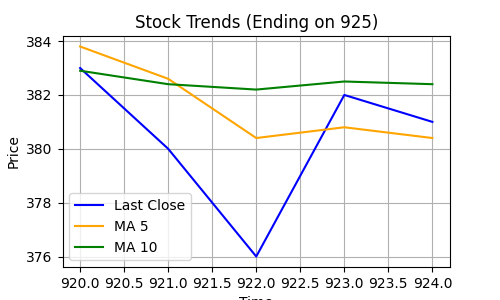 Stock Trends (Ending on 925)
384
382
380
378
376
Price
Last Close
MA 5
MA 10
920.0 920.5 921.0 921.5 922.0 922.5 923.0 923.5 924.0
Time